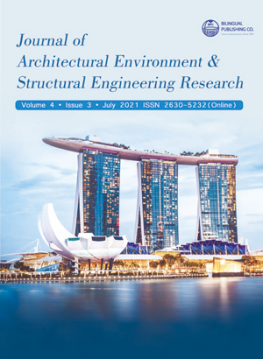 BILINGUAL
PUBLISHING CO.
Journal of
Architectural Environment &
Structural Engineering Research
Volume 4 • Issue 3 • July 2021 ISSN 2630-5232(Online)